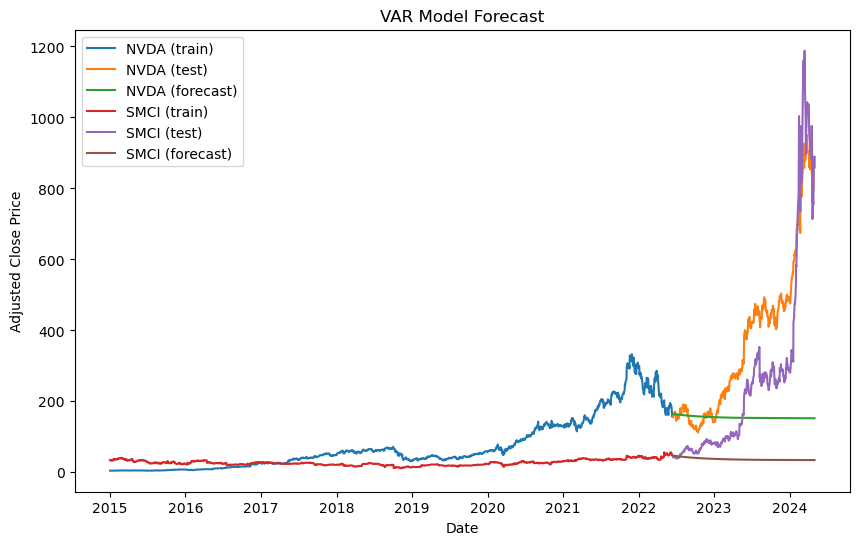 VAR Model Forecast
NVDA (train)
NVDA (test)
NVDA (forecast)
SMCI (train)
SMCI (test)
SMCI (forecast)
Adjusted Close Price
1200
1000
800
600
400
200
0
2015 2016 2017 2018 2019 2020 2021 2022 2023 2024
Date